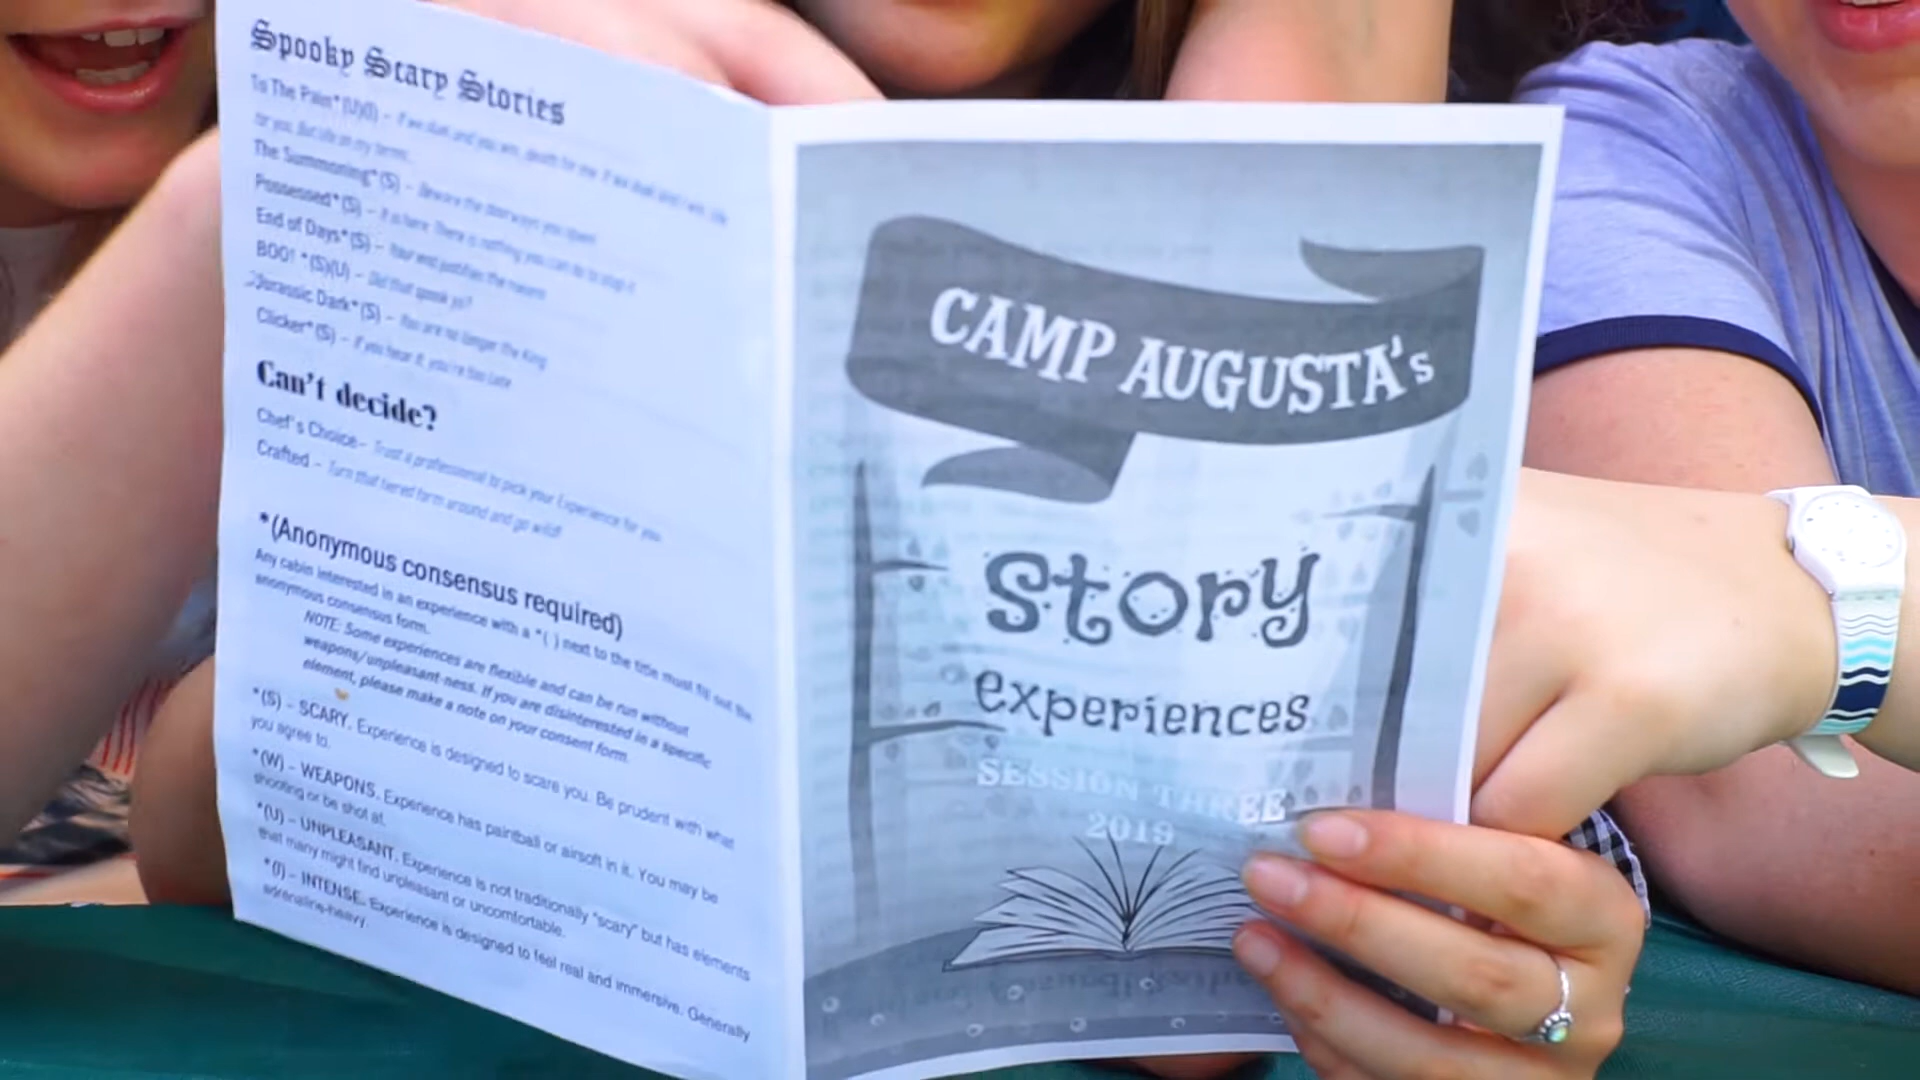 Spooky Scary Stories
To The Pain* (U)(I) - If we duel and you win, death for me. If we duel and I win, life
for you. But life on my terms.
The Summoning* (S) - Beware the doorways you open
Possessed* (S) - It is here. There is nothing you can do to stop it
End of Days* (S) - Your end justifies the means
BOO! *(S)(U) - Did that spook ya?
Jurassic Dark* (S) - You are no longer The King
Clicker* (S) - If you hear it, you're too late
Can't decide?
Chef's Choice - Trust a professional to pick your Experience for you.
Crafted - Turn that tiered form around and go wild!
*(Anonymous consensus required)
Any cabin interested in an experience with a *( ) next to the title must fill out the
anonymous consensus form.
NOTE: Some experiences are flexible and can be run without
weapons/unpleasant-ness. If you are disinterested in a specific
element, please make a note on your consent form.
*(S) - SCARY. Experience is designed to scare you. Be prudent with what
you agree to.
*(W) - WEAPONS. Experience has paintball or airsoft in it. You may be
shooting or be shot at.
*(U) - UNPLEASANT. Experience is not traditionally "scary" but has elements
that many might find unpleasant or uncomfortable.
*(I) - INTENSE. Experience is designed to feel real and immersive. Generally
adrenaline-heavy.
CAMP AUGUSTA's
story
experiences
SESSION THREE
2019